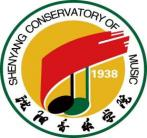 SHENYANG CONSERVATORY OF MUSIC
1938
沈阳音乐学院